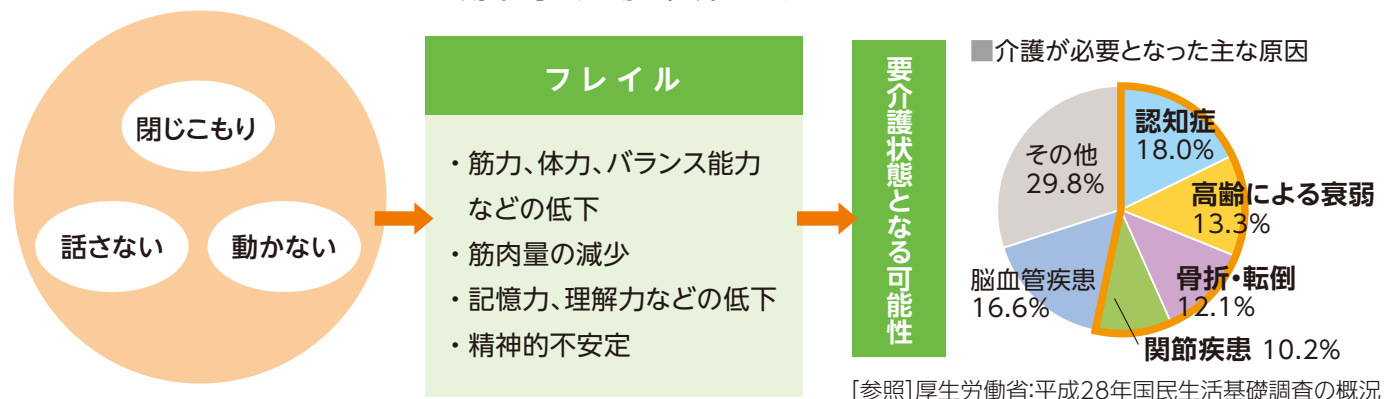 閉じこもり
話さない
動かない
フレイル
・筋力、体力、バランス能力
などの低下
・筋肉量の減少
・記憶力、理解力などの低下
・精神的不安定
要介護状態となる可能性
■介護が必要となった主な原因
認知症
18.0%
高齢による衰弱
13.3%
骨折・転倒
12.1%
関節疾患 10.2%
脳血管疾患
16.6%
その他
29.8%
[参照]厚生労働省:平成28年国民生活基礎調査の概況